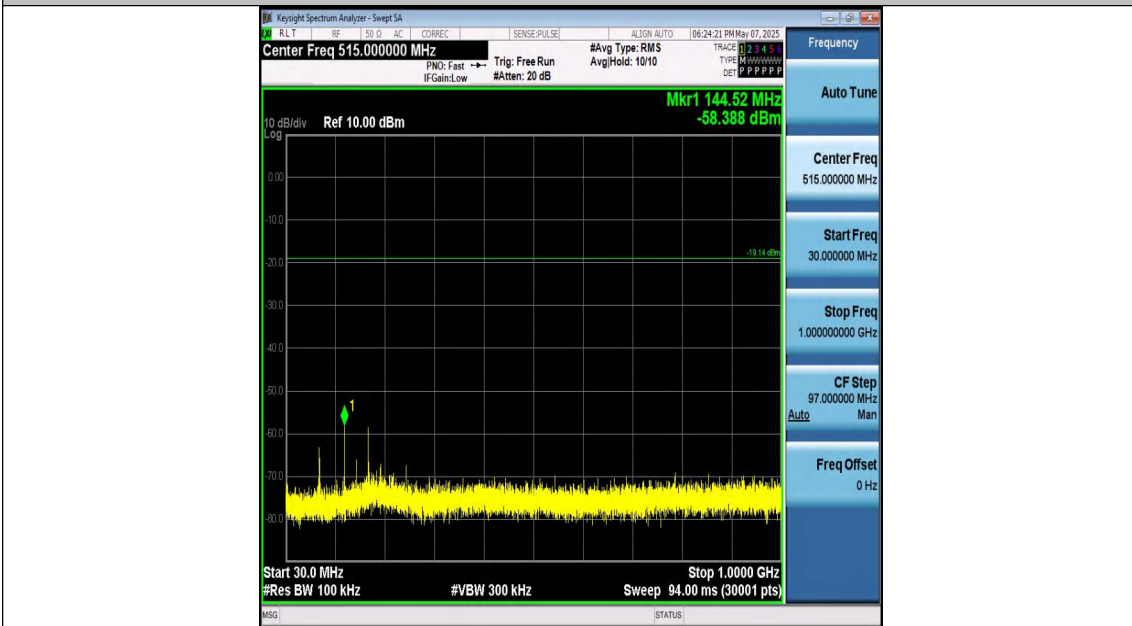 Keysight Spectrum Analyzer - Swept SA
RLT RF 50 Ω AC CORREC SENSE:PULSE ALIGN AUTO 06:24:21 PM May 07, 2025
Center Freq 515.000000 MHz
#Avg Type: RMS
TRACE 1 2 3 4 5 6
PNO: Fast Trig: Free Run Avg|Hold: 10/10
TYPE MWWWWW
IFGain:Low #Atten: 20 dB
DET P P P P P P
Frequency
Mkr1 144.52 MHz
-58.388 dBm
10 dB/div Ref 10.00 dBm
Log
0.00
-10.0
-20.0
-30.0
-40.0
-50.0
-60.0
-70.0
-80.0
1
Start 30.0 MHz Stop 1.0000 GHz
#Res BW 100 kHz #VBW 300 kHz Sweep 94.00 ms (30001 pts)
MSG STATUS
Auto Tune
Center Freq
515.000000 MHz
Start Freq
30.000000 MHz
Stop Freq
1.000000000 GHz
CF Step
97.000000 MHz
Auto Man
Freq Offset
0 Hz